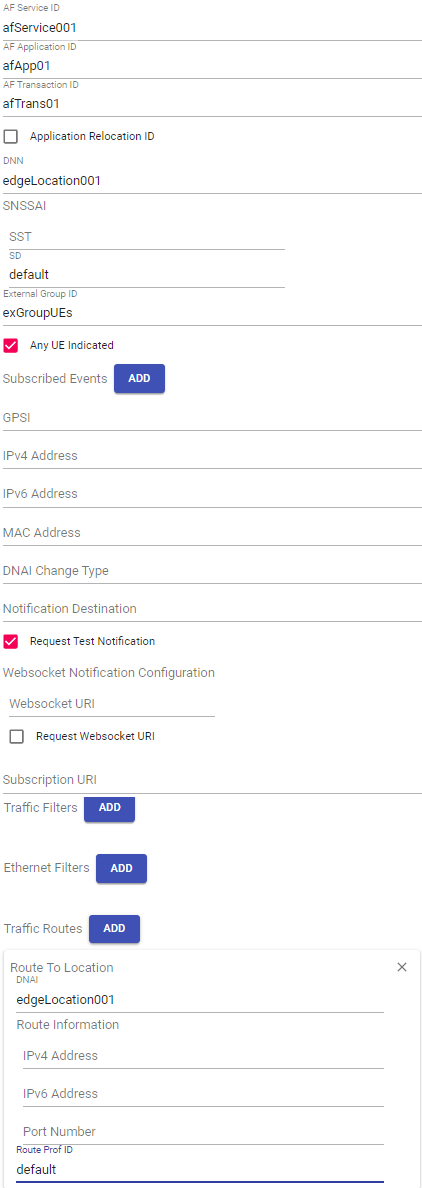 AF Service ID
afService001
AF Application ID
afApp01
AF Transaction ID
afTrans01
Application Relocation ID
DNN
edgeLocation001
SNSSAI
SST
SD
default
External Group ID
exGroupUEs
Any UE Indicated
Subscribed Events ADD
GPSI
IPv4 Address
IPv6 Address
MAC Address
DNAI Change Type
Notification Destination
Request Test Notification
Websocket Notification Configuration
Websocket URI
Request Websocket URI
Subscription URI
Traffic Filters ADD
Ethernet Filters ADD
Traffic Routes ADD
Route To Location
DNAI
edgeLocation001
Route Information
IPv4 Address
IPv6 Address
Port Number
Route Prof ID
default